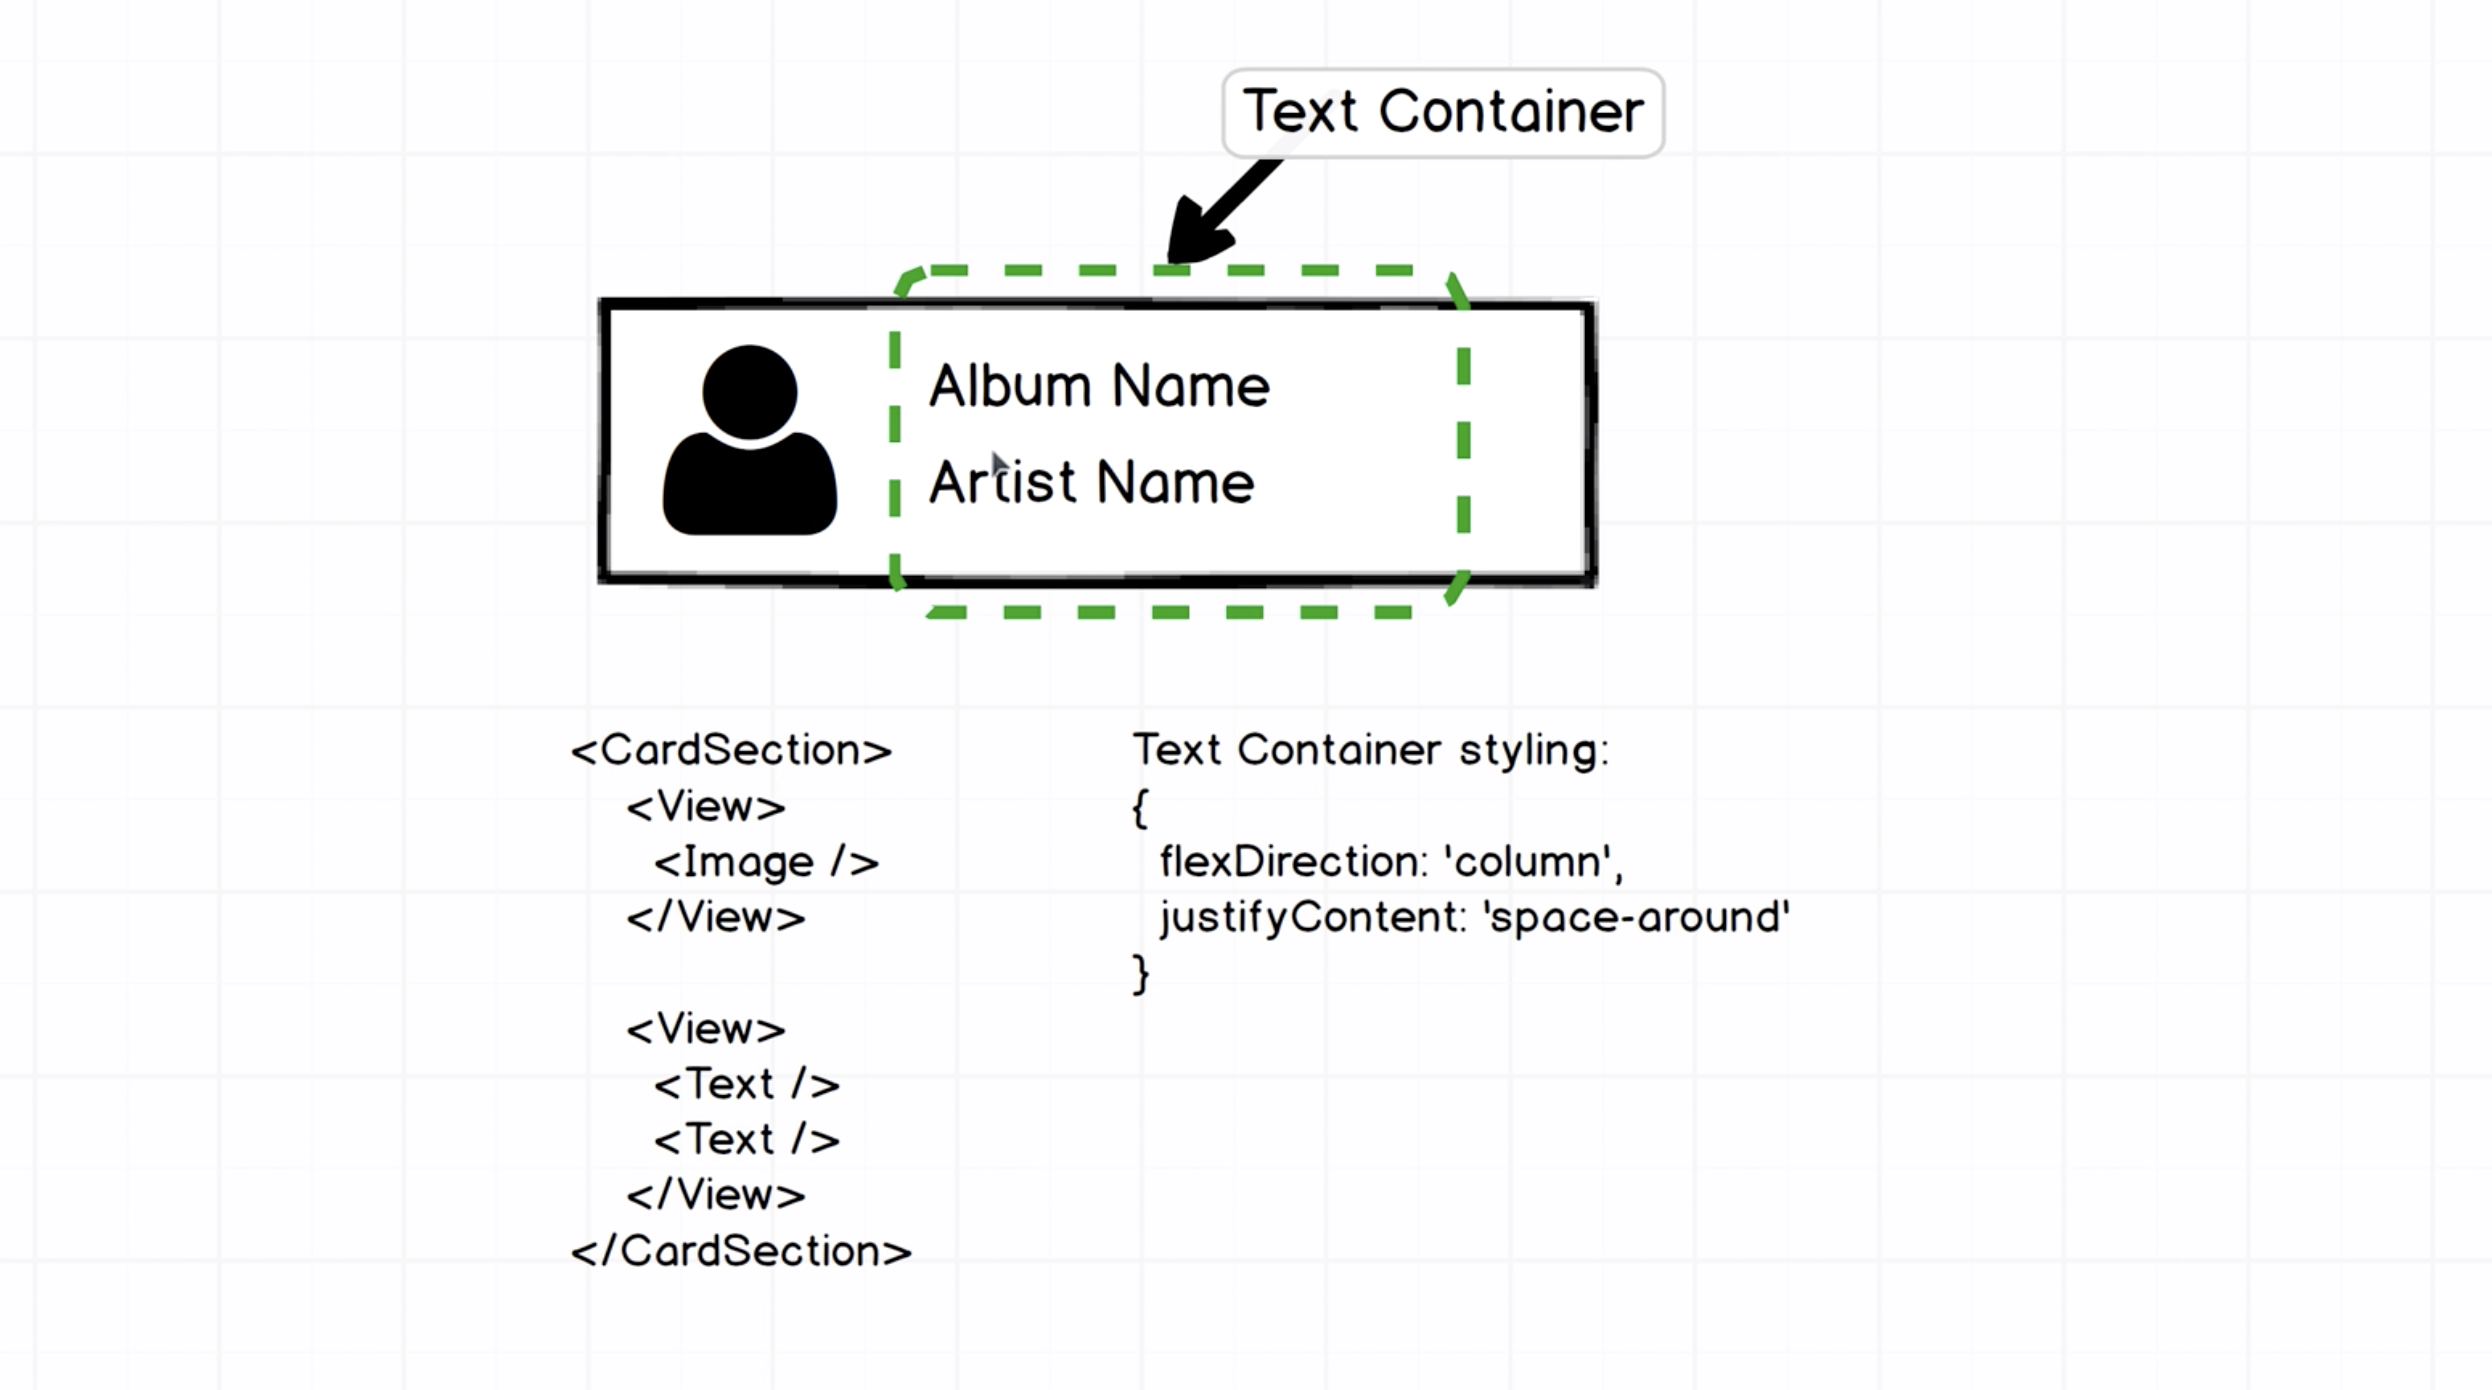 Text Container
Album Name
Artist Name
<CardSection>
<View>
<Image />
</View>
<View>
<Text />
<Text />
</View>
</CardSection>
Text Container styling:
{
flexDirection: 'column',
justifyContent: 'space-around'
}